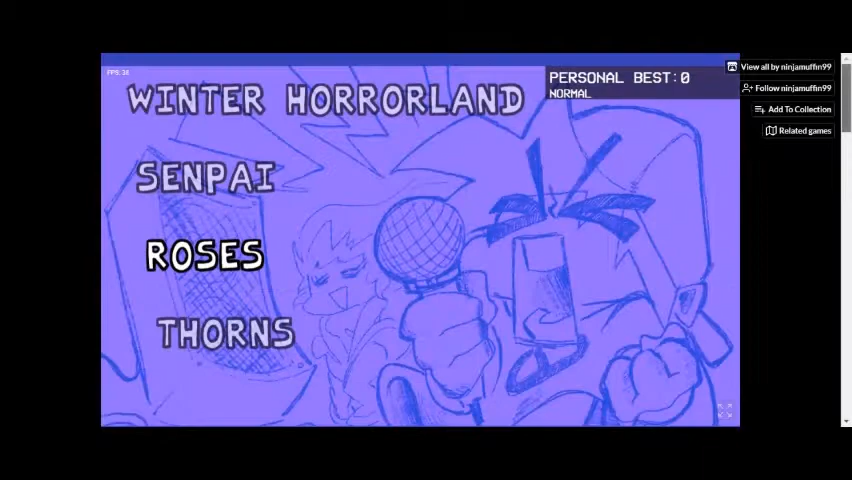 FPS:36
WINTER HORRORLAND
PERSONAL BEST:0
NORMAL
SENPAI
ROSES
THORNS
View all by ninjamuffin99
Follow ninjamuffin99
Add To Collection
Related games